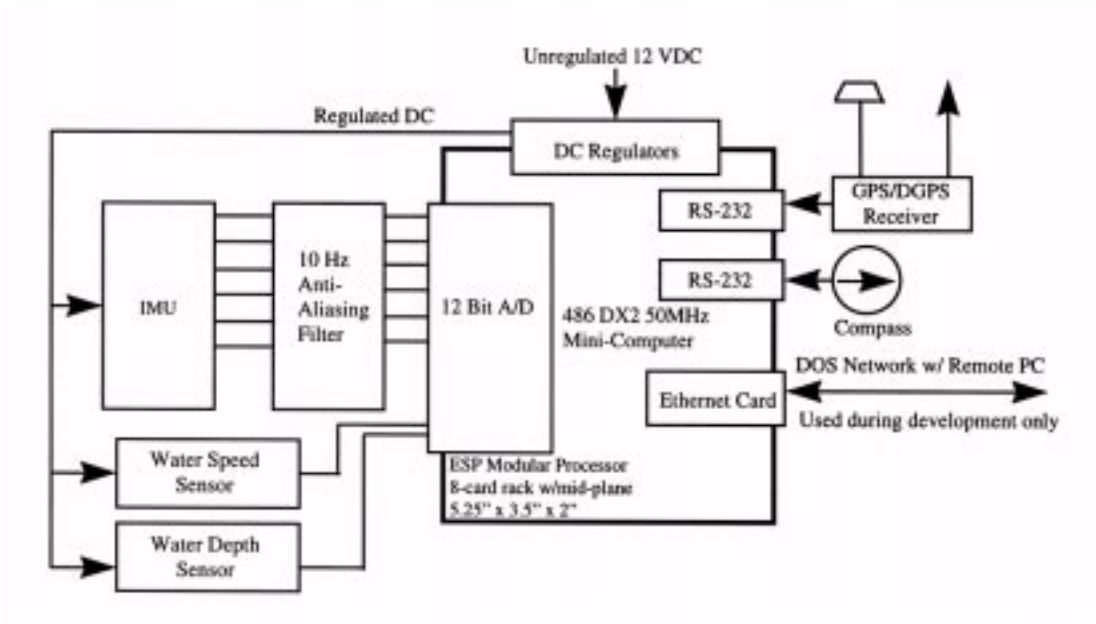 Unregulated 12 VDC
Regulated DC
DC Regulators
GPS/DGPS
Receiver
RS-232
RS-232
Compass
IMU
10 Hz
Anti-
Aliasing
Filter
12 Bit A/D
486 DX2 50MHz
Mini-Computer
DOS Network w/ Remote PC
Ethernet Card
Used during development only
Water Speed
Sensor
ESP Modular Processor
8-card rack w/mid-plane
5.25" x 3.5" x 2"
Water Depth
Sensor